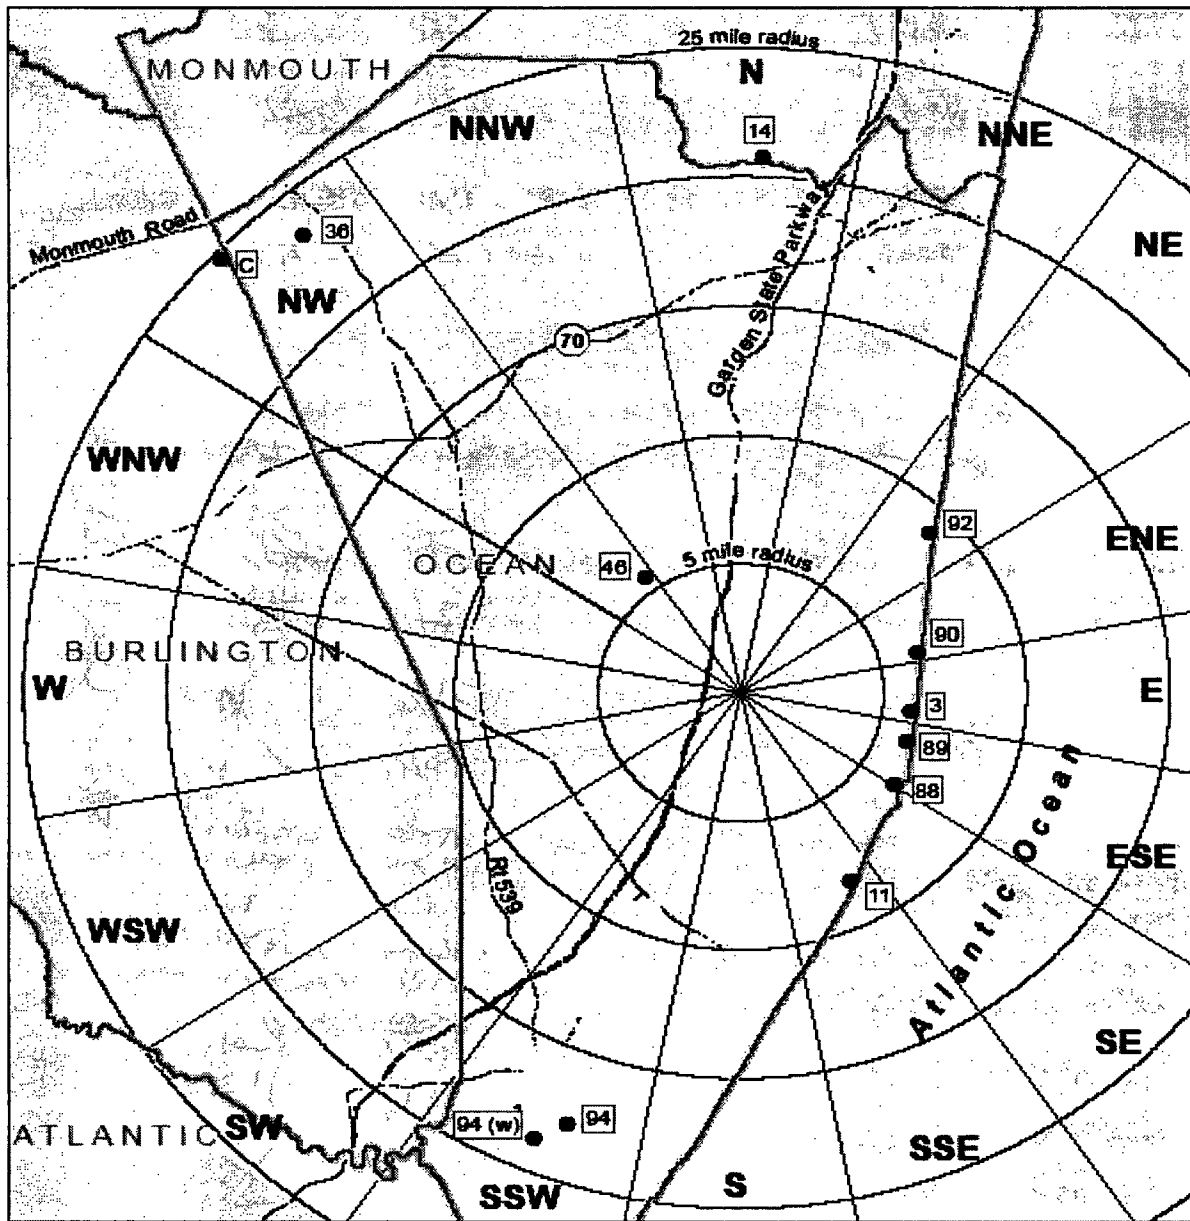 25 mile radius
MONMOUTH
N
NNW
14
NNE
Monmouth Road
36
C
NW
NE
Garden State Parkway
70
WNW
92
ENE
OCEAN
46
5 mile radius
90
BURLINGTON
W
E
3
89
88
ESE
Rt539
11
WSW
Atlantic Ocean
SE
94 (w)
94
ATLANTIC
SW
SSE
SSW
S